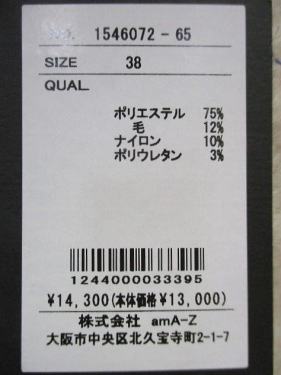 NO. 1546072-65
SIZE 38
QUAL
ポリエステル 75%
毛 12%
ナイロン 10%
ポリウレタン 3%
1244000033395
¥14,300(本体価格¥13,000)
株式会社 amA-Z
大阪市中央区北久宝寺町2-1-7